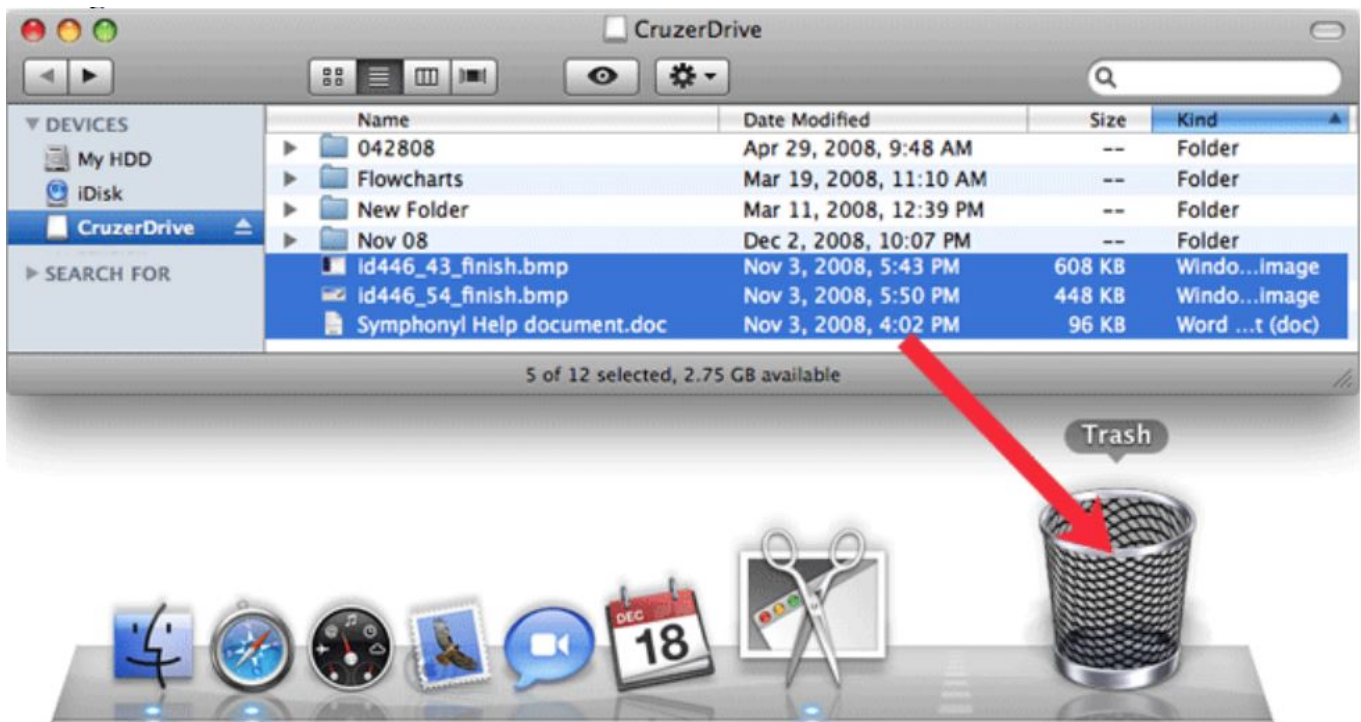 CruzerDrive
DEVICES
My HDD
iDisk
CruzerDrive
SEARCH FOR
Name Date Modified Size Kind
042808 Apr 29, 2008, 9:48 AM -- Folder
Flowcharts Mar 19, 2008, 11:10 AM -- Folder
New Folder Mar 11, 2008, 12:39 PM -- Folder
Nov 08 Dec 2, 2008, 10:07 PM -- Folder
id446_43_finish.bmp Nov 3, 2008, 5:43 PM 608 KB Windo...image
id446_54_finish.bmp Nov 3, 2008, 5:50 PM 448 KB Windo...image
Symphonyl Help document.doc Nov 3, 2008, 4:02 PM 96 KB Word ...t (doc)
5 of 12 selected, 2.75 GB available
Trash
DEC
18